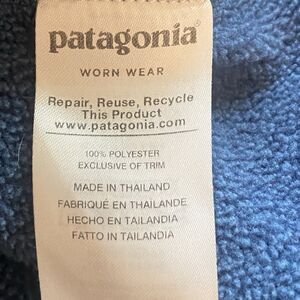 patagonia®
WORN WEAR
Repair, Reuse, Recycle
This Product
www.patagonia.com
100% POLYESTER
EXCLUSIVE OF TRIM
MADE IN THAILAND
FABRIQUÉ EN THAILANDE
HECHO EN TAILANDIA
FATTO IN TAILANDIA